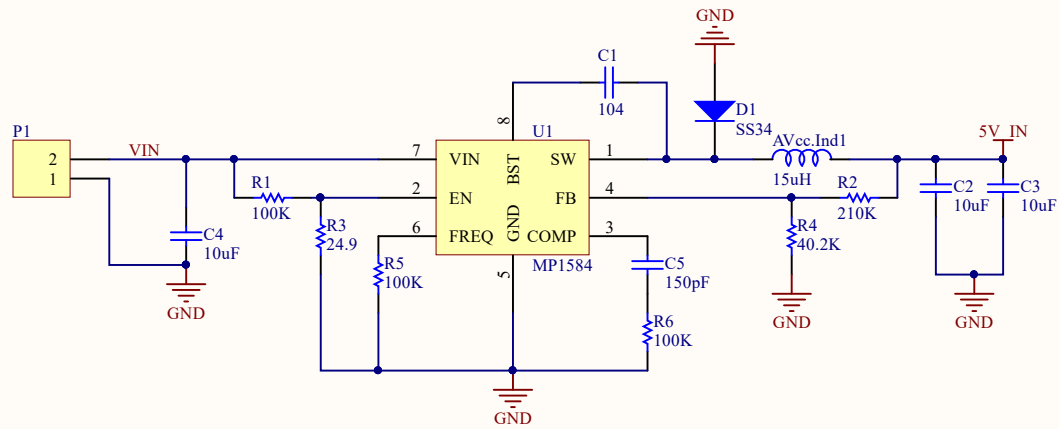 GND
C1
104
D1
SS34
P1
2
1
VIN
8
U1
7
VIN
BST
SW
1
AVcc.Ind1
15uH
5V_IN
R1
100K
2
EN
FB
4
R2
210K
C2
10uF
C3
10uF
R3
24.9
6
FREQ
GND
COMP
3
R4
40.2K
C4
10uF
R5
100K
5
MP1584
C5
150pF
GND
R6
100K
GND
GND
GND